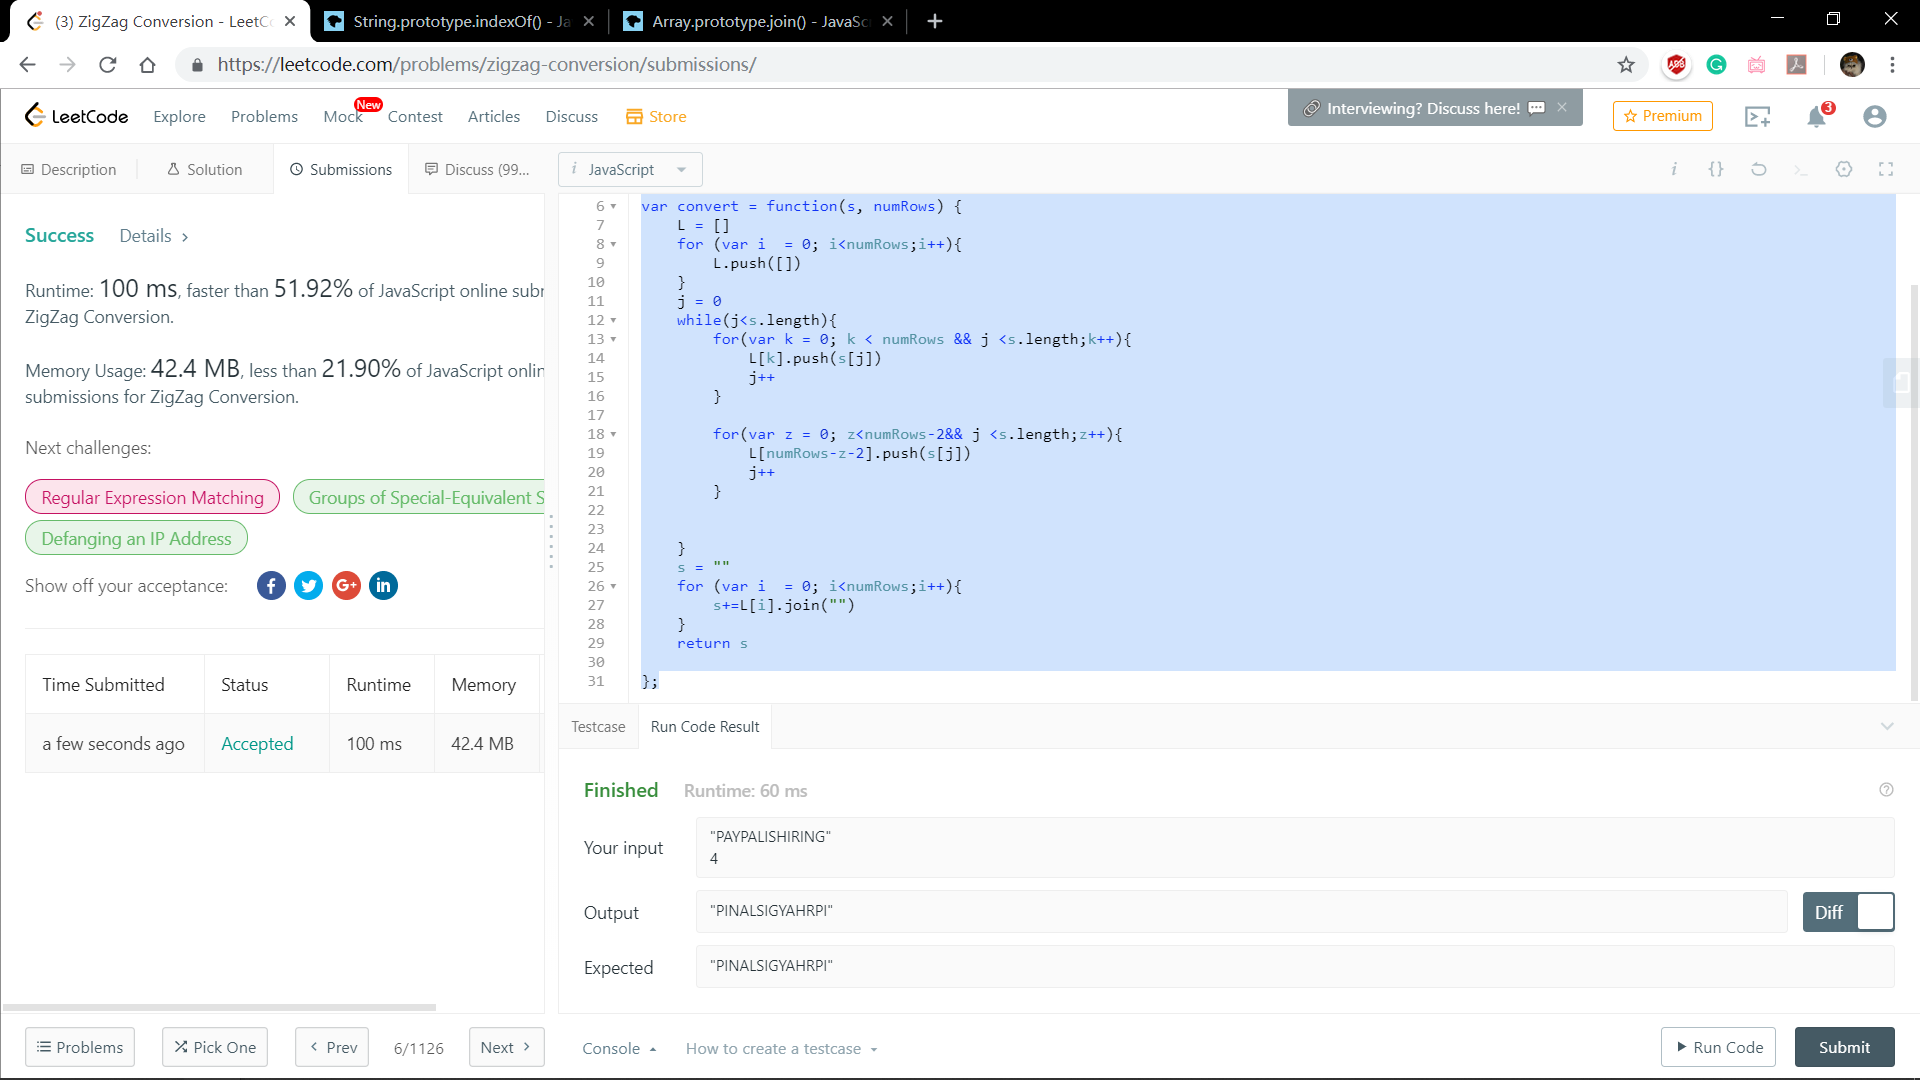 (3) ZigZag Conversion - LeetC
String.prototype.indexOf() - Ja
Array.prototype.join() - JavaSc
https://leetcode.com/problems/zigzag-conversion/submissions/
LeetCode
Explore
Problems
Mock
New
Contest
Articles
Discuss
Store
Interviewing? Discuss here!
Premium
3
Description
Solution
Submissions
Discuss (99...
i JavaScript
Success
Details >
Runtime: 100 ms, faster than 51.92% of JavaScript online subr
ZigZag Conversion.
Memory Usage: 42.4 MB, less than 21.90% of JavaScript onlin
submissions for ZigZag Conversion.
Next challenges:
Regular Expression Matching
Groups of Special-Equivalent S
Defanging an IP Address
Show off your acceptance:
Time Submitted Status Runtime Memory
a few seconds ago Accepted 100 ms 42.4 MB
6 var convert = function(s, numRows) {
7 L = []
8 for (var i  = 0; i<numRows;i++){
9 L.push([])
10 }
11 j = 0
12 while(j<s.length){
13 for(var k = 0; k < numRows && j <s.length;k++){
14 L[k].push(s[j])
15 j++
16 }
17
18 for(var z = 0; z<numRows-2&& j <s.length;z++){
19 L[numRows-z-2].push(s[j])
20 j++
21 }
22
23
24 }
25 s = ""
26 for (var i  = 0; i<numRows;i++){
27 s+=L[i].join("")
28 }
29 return s
30
31 };
Testcase
Run Code Result
Finished
Runtime: 60 ms
Your input
"PAYPALISHIRING"
4
Output
"PINALSIGYAHRPI"
Diff
Expected
"PINALSIGYAHRPI"
Problems
Pick One
< Prev
6/1126
Next >
Console
How to create a testcase
Run Code
Submit